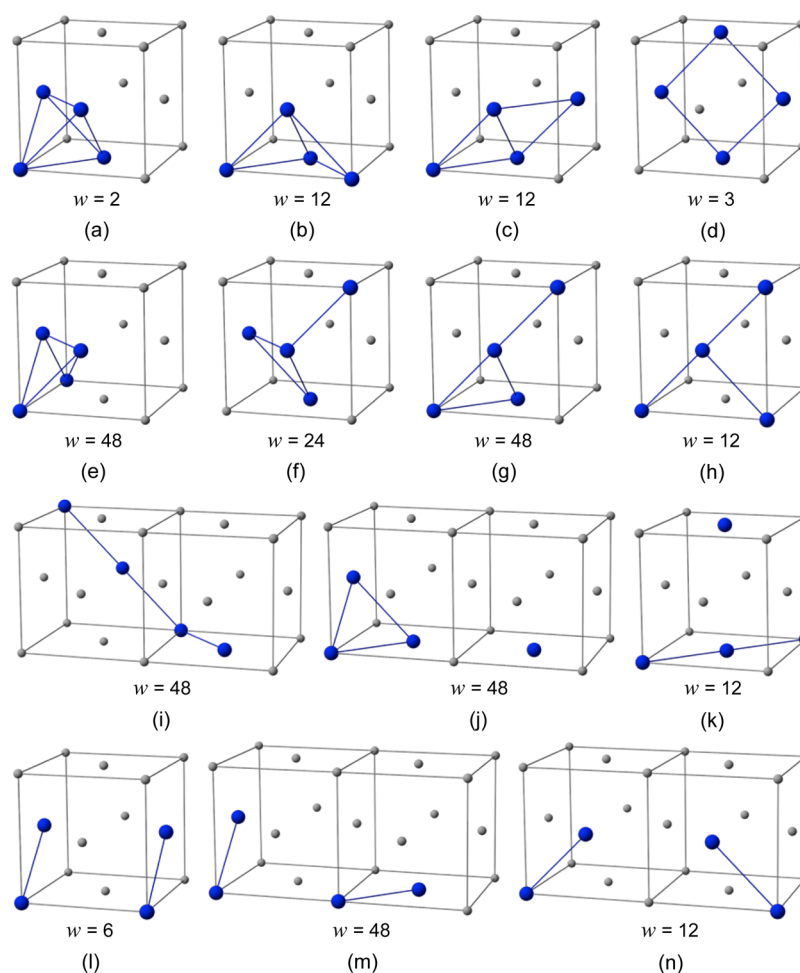 w = 2 w = 12 w = 12 w = 3
(a) (b) (c) (d)
w = 48 w = 24 w = 48 w = 12
(e) (f) (g) (h)
w = 48 w = 48 w = 12
(i) (j) (k)
w = 6 w = 48 w = 12
(l) (m) (n)